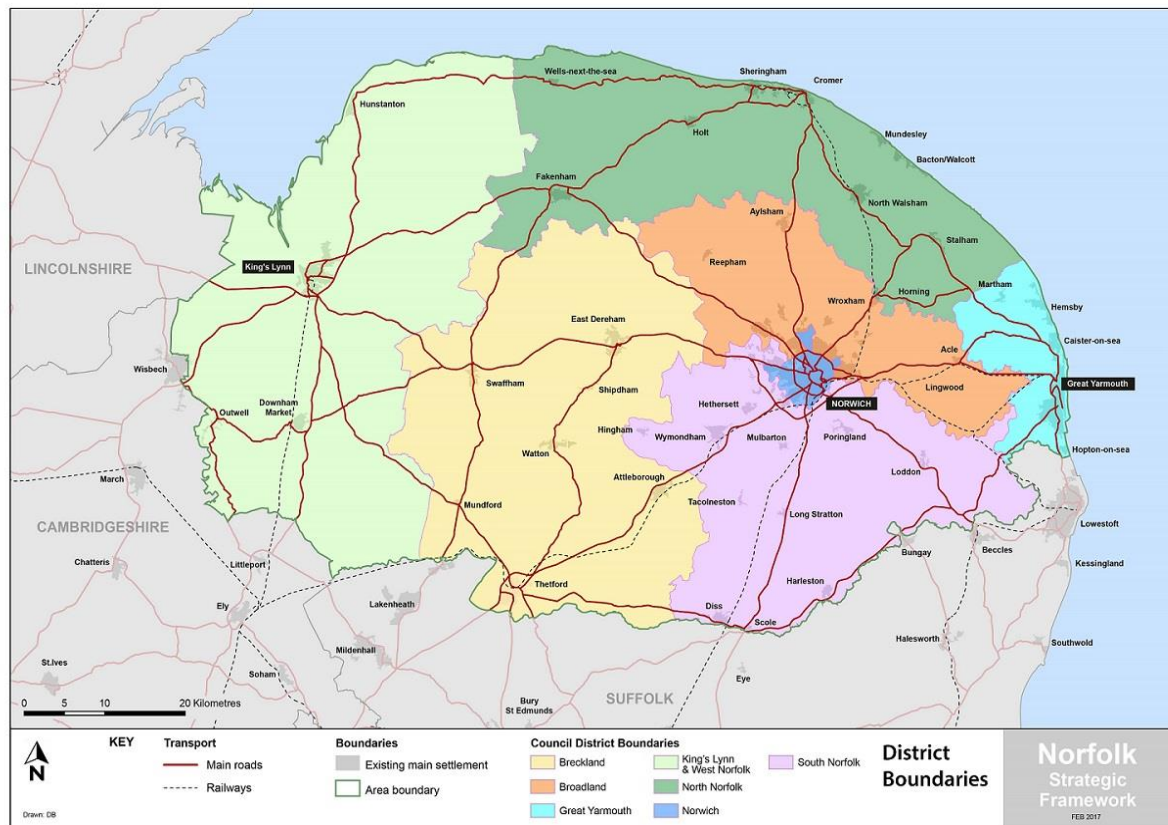 Wells-next-the-sea
Sheringham
Cromer
Hunstanton
Holt
Mundesley
Bacton/Walcott
Fakenham
North Walsham
Aylsham
Stalham
LINCOLNSHIRE
King's Lynn
Reepham
Martham
Horning
Wroxham
Hemsby
East Dereham
Caister-on-sea
Acle
Wisbech
Swaffham
Shipdham
Lingwood
Great Yarmouth
Hethersett
NORWICH
Outwell
Downham
Market
Hingham
Wymondham
Mulbarton
Poringland
Hopton-on-sea
Watton
Loddon
March
Attleborough
Mundford
Tacolneston
Long Stratton
CAMBRIDGESHIRE
Lowestoft
Bungay
Beccles
Chatteris
Littleport
Kessingland
Thetford
Harleston
Ely
Lakenheath
Diss
Scole
Halesworth
Southwold
Mildenhall
St.Ives
Soham
Eye
SUFFOLK
Bury
St Edmunds
0 5 10 20 Kilometres
N
Drawn: DB
KEY
Transport
Main roads
Railways
Boundaries
Existing main settlement
Area boundary
Council District Boundaries
Breckland
Broadland
Great Yarmouth
King's Lynn
& West Norfolk
North Norfolk
Norwich
South Norfolk
District
Boundaries
Norfolk
Strategic
Framework
FEB 2017